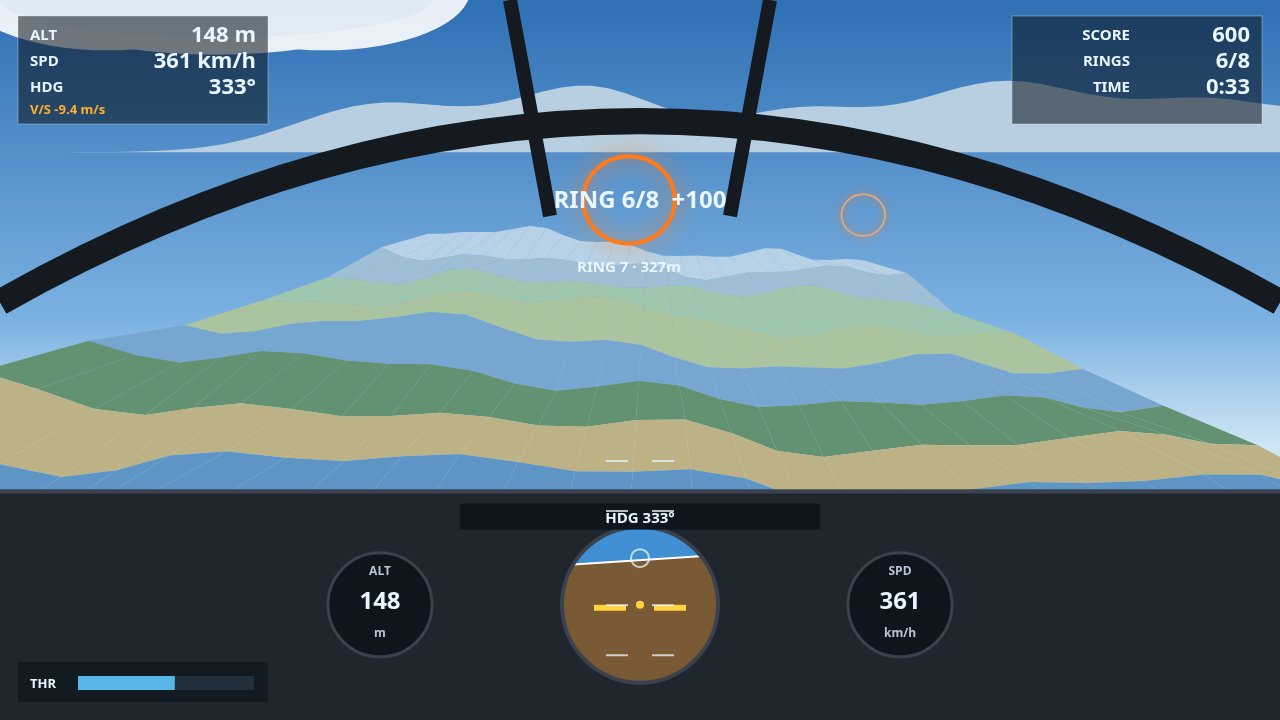 ALT 148 m
SPD 361 km/h
HDG 333°
V/S -9.4 m/s
SCORE 600
RINGS 6/8
TIME 0:33
RING 6/8 +100
RING 7 · 327m
HDG 333°
ALT
148
m
SPD
361
km/h
THR